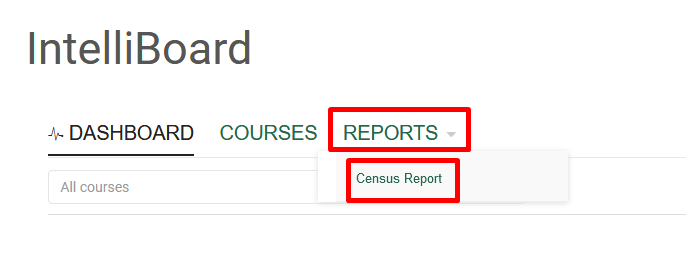 IntelliBoard
DASHBOARD COURSES REPORTS
Census Report
All courses